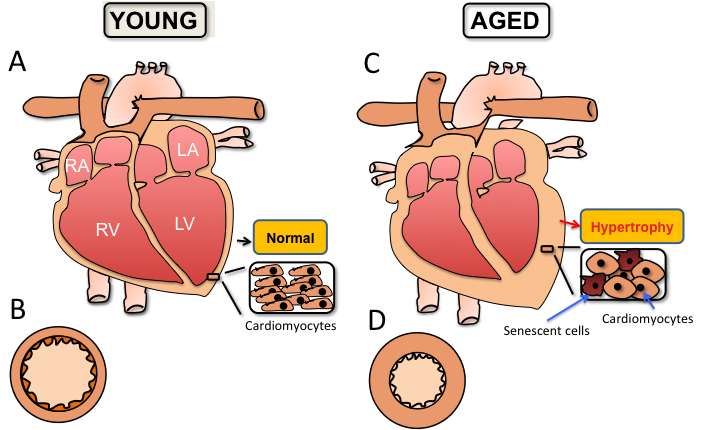 YOUNG
AGED
A
C
RA
LA
RV
LV
Normal
Cardiomyocytes
Hypertrophy
Senescent cells
Cardiomyocytes
B
D